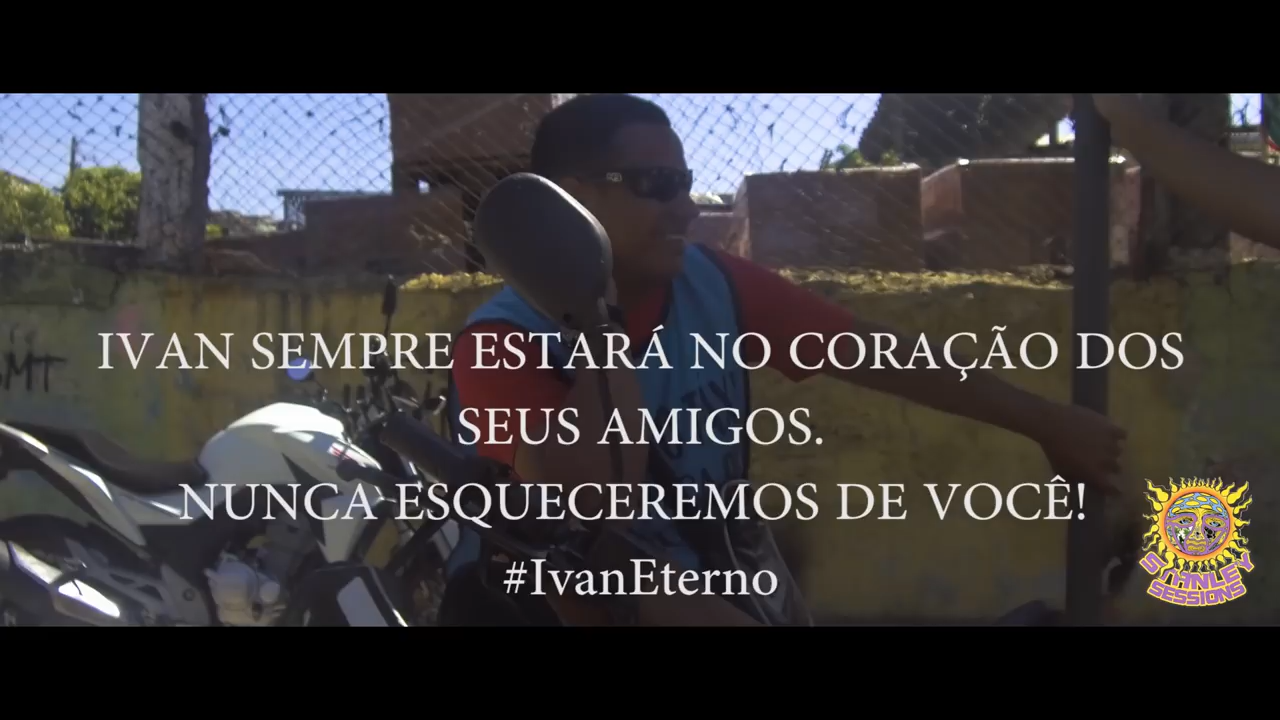 IVAN SEMPRE ESTARÁ NO CORAÇÃO DOS
SEUS AMIGOS.
NUNCA ESQUECEREMOS DE VOCÊ!
#IvanEterno
STANLEY
SESSIONS